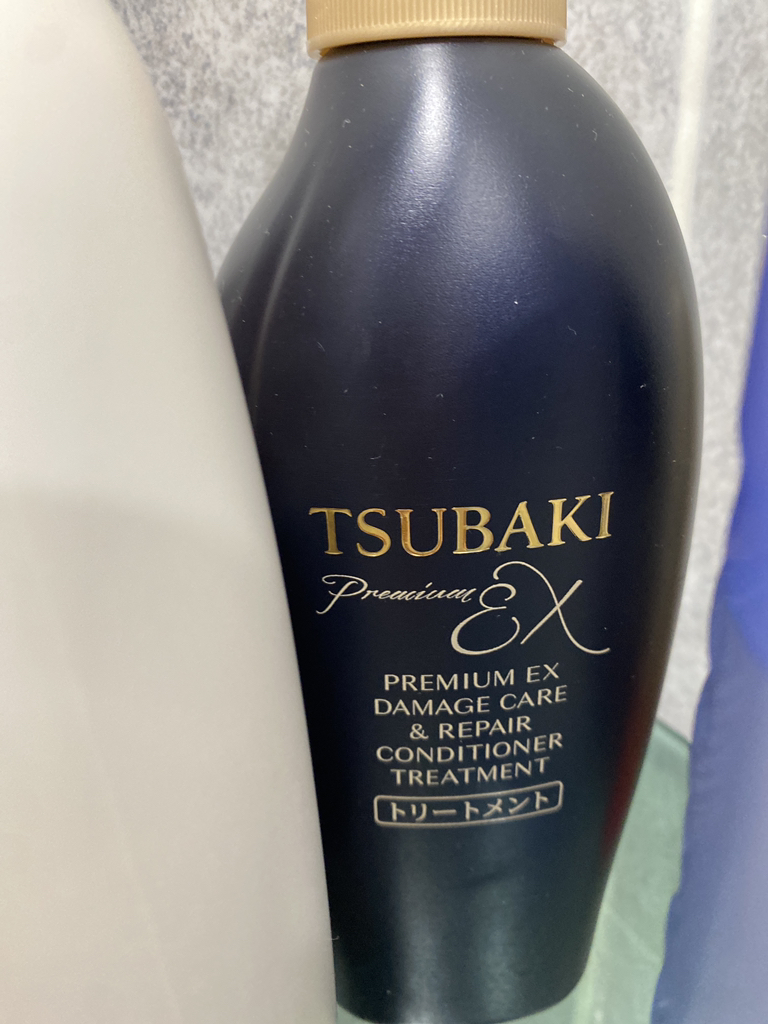 TSUBAKI
Premium EX
PREMIUM EX
DAMAGE CARE
& REPAIR
CONDITIONER
TREATMENT
トリートメント